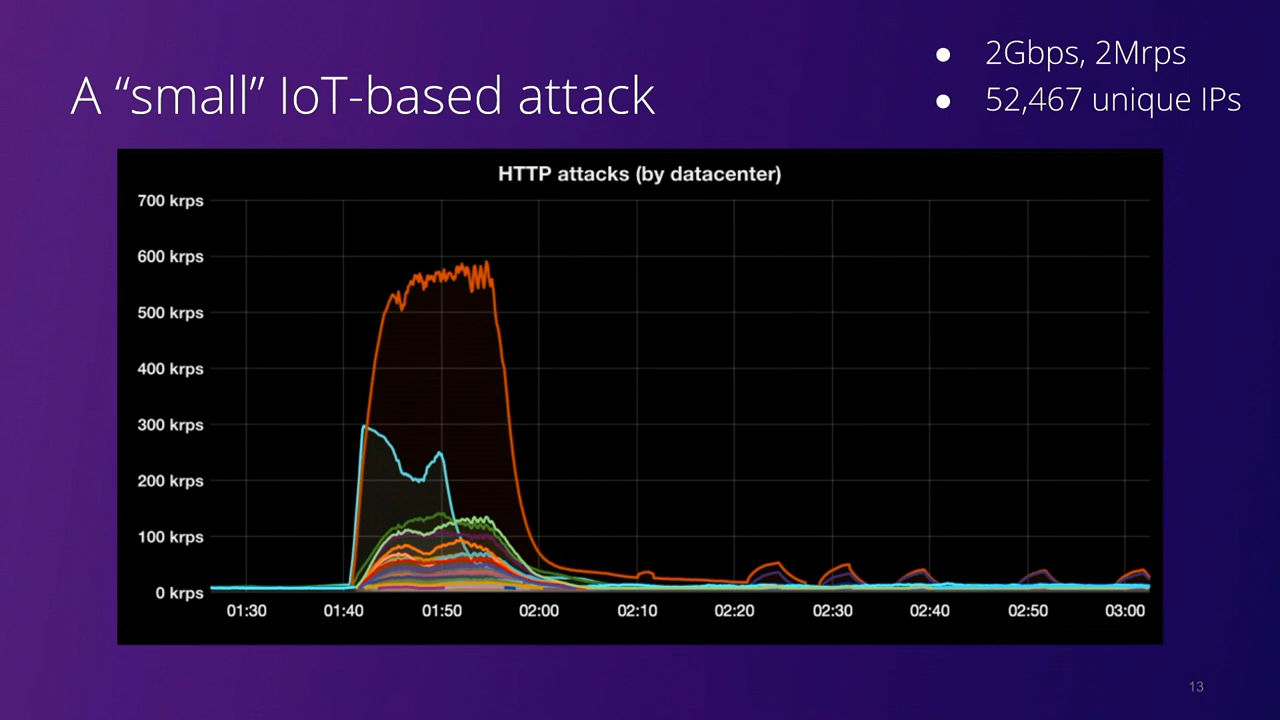 A “small” IoT-based attack
● 2Gbps, 2Mrps
● 52,467 unique IPs
HTTP attacks (by datacenter)
700 krps
600 krps
500 krps
400 krps
300 krps
200 krps
100 krps
0 krps
01:30 01:40 01:50 02:00 02:10 02:20 02:30 02:40 02:50 03:00
13